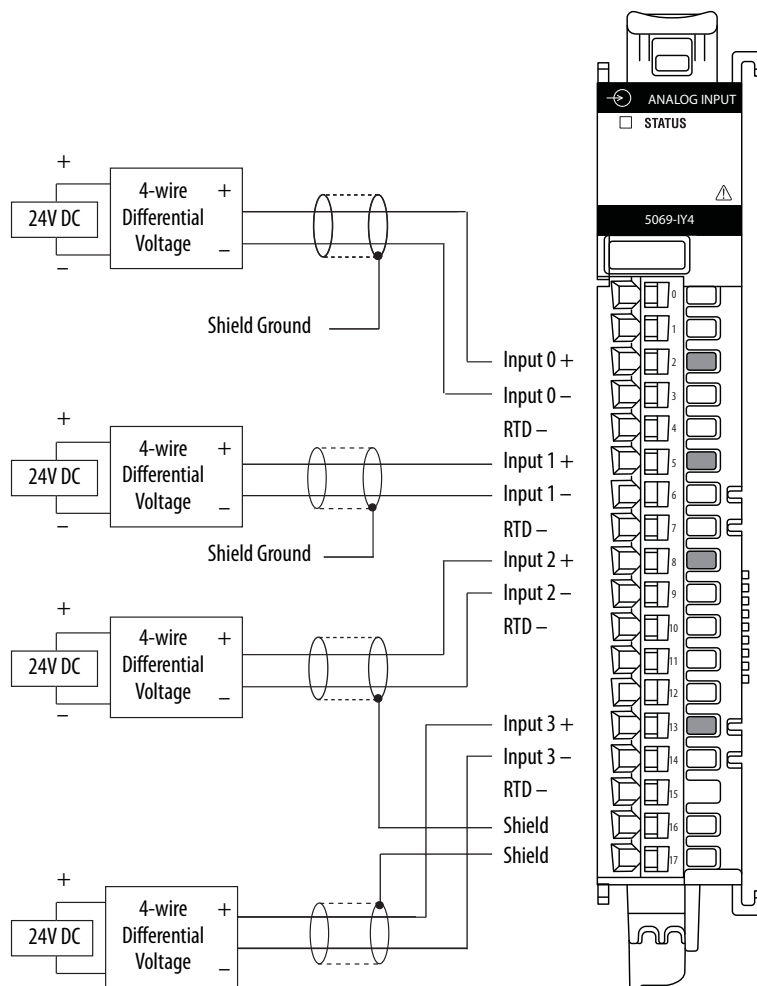 ANALOG INPUT
STATUS
5069-IY4
+
24V DC
–
4-wire
Differential
Voltage
+
–
Shield Ground
+
24V DC
–
4-wire
Differential
Voltage
+
–
Shield Ground
+
24V DC
–
4-wire
Differential
Voltage
+
–
+
24V DC
–
4-wire
Differential
Voltage
+
–
Input 0 +
Input 0 –
RTD –
Input 1 +
Input 1 –
RTD –
Input 2 +
Input 2 –
RTD –
Input 3 +
Input 3 –
RTD –
Shield
Shield
0
1
2
3
4
5
6
7
8
9
10
11
12
13
14
15
16
17